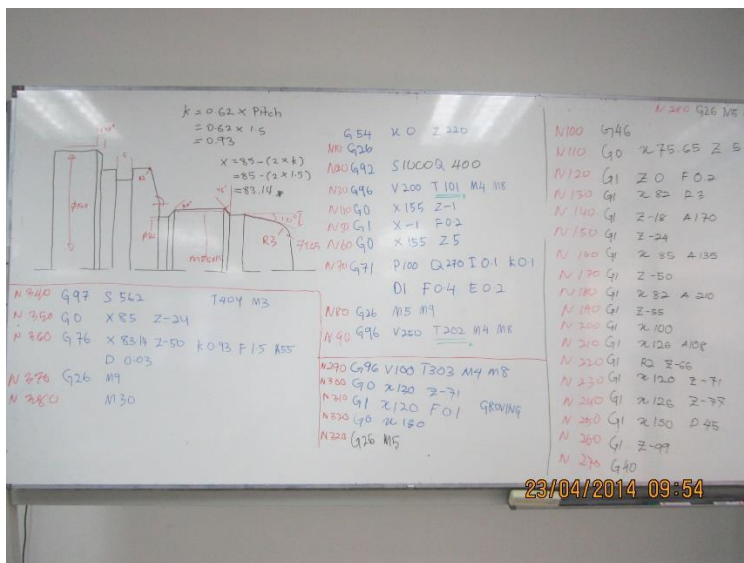 k = 0.62 x Pitch
= 0.62 x 1.5
= 0.93
X = 85 - (2 x k)
= 85 - (2 x 1.5)
= 83.14
R3
G54 X0 Z220
N10 G26
G92 Q 400
G96 V200 T101 M4 M8
G0 X155 Z-1
G1 X-1 F0.2
N60 G0 X155 Z5
N70 G71 P100 Q270 I0.1 K0.1
D1 F0.4 E0.2
N80 G26 M5 M9
N90 G96 V250 T202 M4 M8
N340 G97 S562 T404 M3
N350 G0 X85 Z-24
N360 G76 X83.14 Z-50 K0.93 F1.5 A55
D 0.03
N370 G26 M9
N380 M30
N290 G96 V100 T303 M4 M8
N300 G0 X130 Z-71
N310 G1 X120 F0.1 GROVING
N320 G0 X130
N320 G26 M5
N280 G26 M5
N100 G46
N110 G0 X75.65 Z5
N120 G1 Z0 F0.2
N130 G1 X82 R3
N140 G1 Z-18 A170
N150 G1 Z-24
N160 G1 X85 A135
N170 G1 Z-50
N180 G1 X82 A210
N190 G1 Z-55
N200 G1 X100
N210 G1 X126 A108
N220 G1 R2 Z-66
N230 G1 X120 Z-71
N240 G1 X126 Z-77
N250 G1 X150 D45
N260 G1 Z-99
N270 G40
23/04/2014 09:54